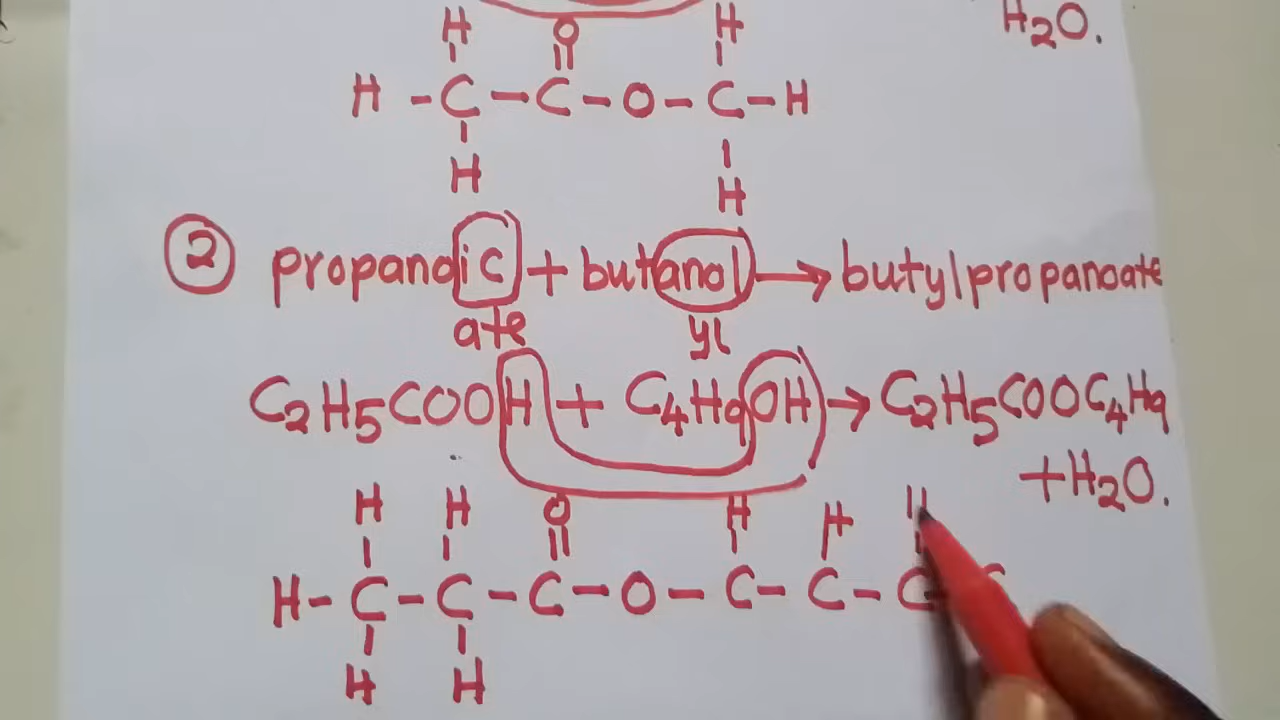 H O H H₂O.
H - C - C - O - C - H
H H
② propanoic + butanol → butylpropanoate
ate yl
C₂H₅COOH + C₄H₉OH → C₂H₅COOC₄H₉
+ H₂O.
H H O H H H
H - C - C - C - O - C - C - C -
H H